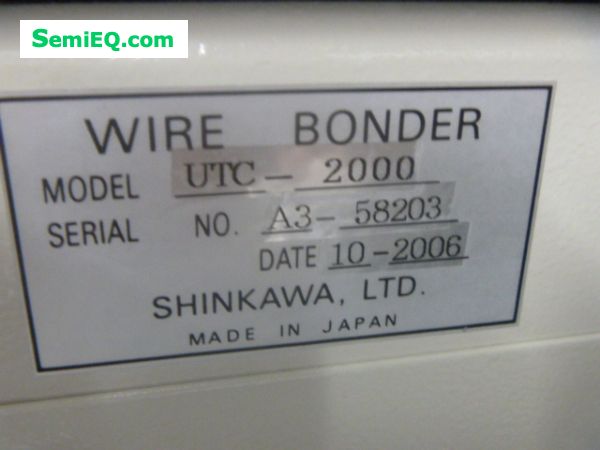 SemiEQ.com
WIRE BONDER
MODEL UTC-2000
SERIAL NO. A3-58203
DATE 10-2006
SHINKAWA, LTD.
MADE IN JAPAN